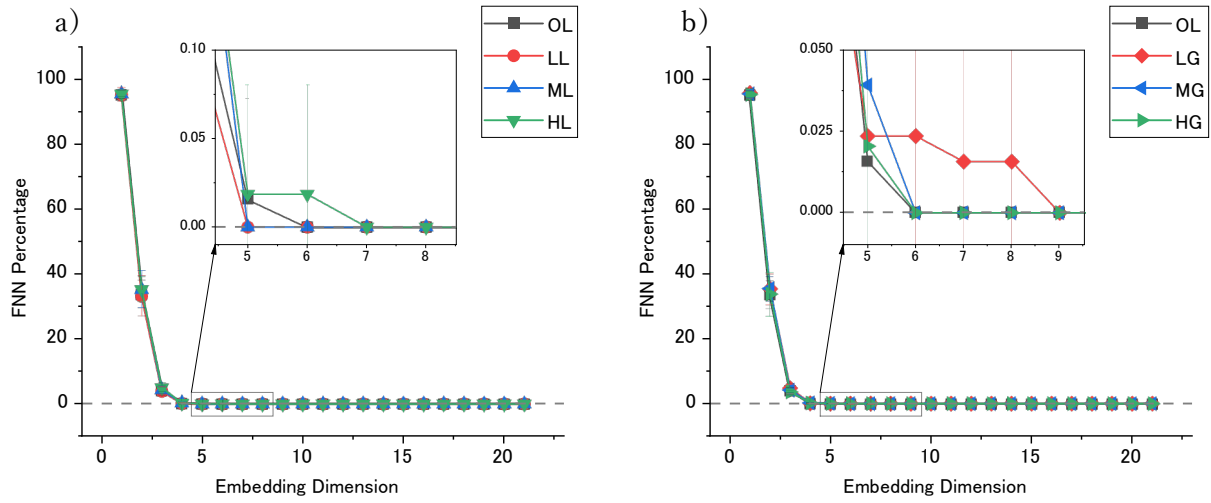 a)
OL
LL
ML
HL
FNN Percentage
100
80
60
40
20
0
0.10
0.05
0.00
5
6
7
8
0
5
10
15
20
Embedding Dimension
b)
OL
LG
MG
HG
FNN Percentage
100
80
60
40
20
0
0.050
0.025
0.000
5
6
7
8
9
0
5
10
15
20
Embedding Dimension